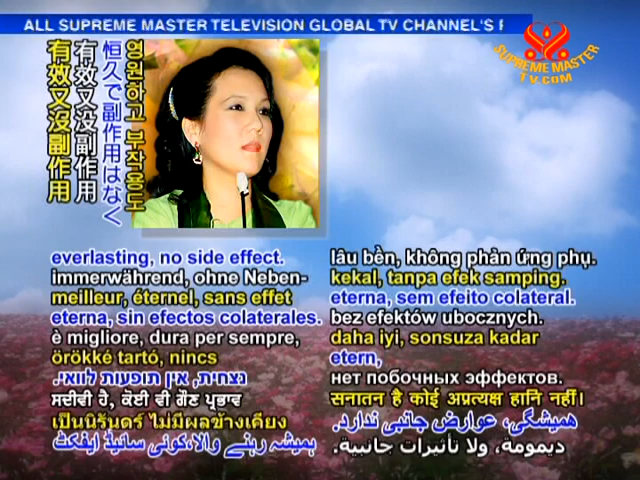 ALL SUPREME MASTER TELEVISION GLOBAL TV CHANNEL'S
SUPREME MASTER
TV.COM
有效又沒副作用
有效又没副作用
恒久で副作用はなく
영원하고 부작용도
everlasting, no side effect.
immerwährend, ohne Neben-
meilleur, éternel, sans effet
eterna, sin efectos colaterales.
è migliore, dura per sempre,
örökké tartó, nincs
נצחית, אין תופעות לוואי.
ਸਦੀਵੀ ਹੈ, ਕੋਈ ਵੀ ਗੌਣ ਪ੍ਰਭਾਵ
เป็นนิรันดร์ ไม่มีผลข้างเคียง
ہمیشہ رہنے والا،کوئی سائیڈ ایفکٹ
lâu bền, không phản ứng phụ.
kekal, tanpa efek samping.
eterna, sem efeito colateral.
bez efektów ubocznych.
daha iyi, sonsuza kadar
etern,
нет побочных эффектов.
सनातन है कोई अप्रत्यक्ष हानि नहीं।
همیشگی، عوارض جانبی ندارد.
ديمومة، ولا تأثيرات جانبية.